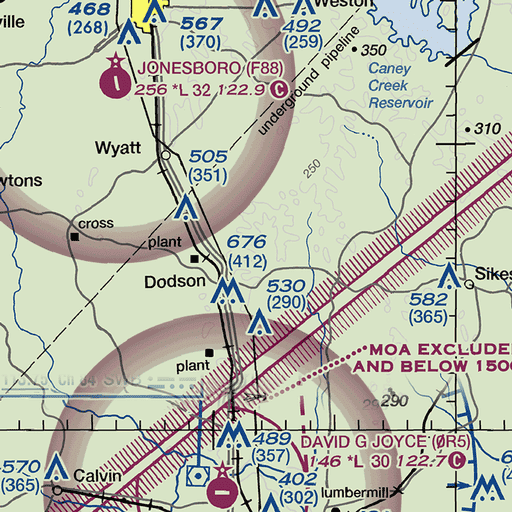 468
(268)
567
(370)
492
(259)
Weston
ville
350
underground pipeline
Caney
Creek
Reservoir
JONESBORO (F88)
256 *L 32 122.9 C
310
Wyatt
505
(351)
250
wtons
cross
plant
676
(412)
Dodson
530
(290)
Sikes
582
(365)
plant
MOA EXCLUDE
AND BELOW 150
290
489
(357)
DAVID G JOYCE (0R5)
146 *L 30 122.7 C
570
(365)
Calvin
402
(302)
lumbermill